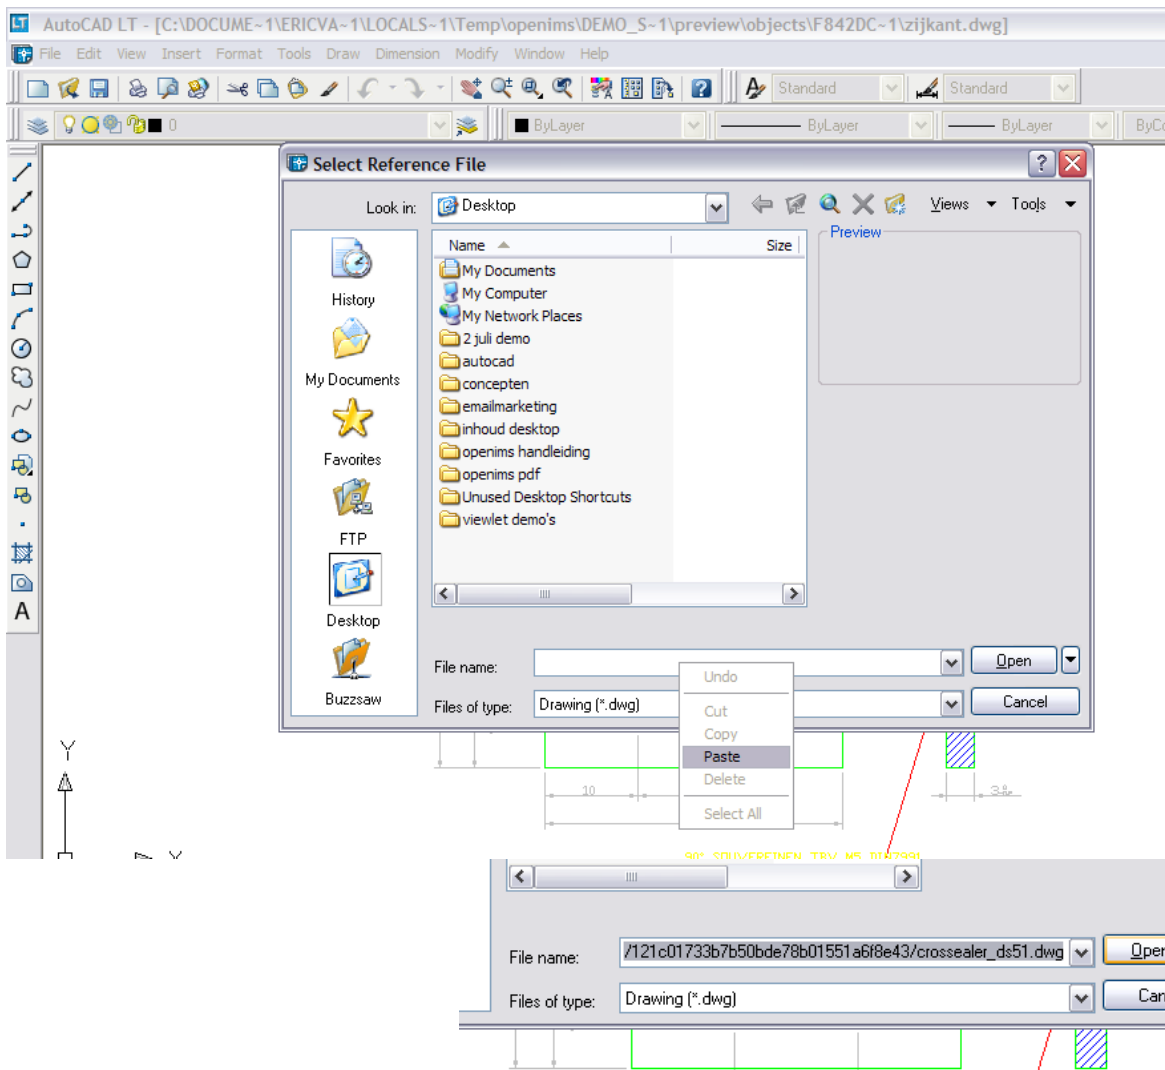 AutoCAD LT - [C:\DOCUME~1\ERICVA~1\LOCALS~1\Temp\openims\DEMO_S~1\preview\objects\F842DC~1\zijkant.dwg]
File Edit View Insert Format Tools Draw Dimension Modify Window Help
Standard Standard
0 ByLayer ByLayer ByLayer
Select Reference File
Look in: Desktop Views Tools
Name Size Preview
My Documents
My Computer
My Network Places
2 juli demo
autocad
concepten
emailmarketing
inhoud desktop
openims handleiding
openims pdf
Unused Desktop Shortcuts
viewlet demo's
History
My Documents
Favorites
FTP
Desktop
Buzzsaw
File name: Open
Files of type: Drawing (*.dwg) Cancel
Undo
Cut
Copy
Paste
Delete
Select All
Y
10
X
File name: /121c01733b7b50bde78b01551a6f8e43/crossealer_ds51.dwg Open
Files of type: Drawing (*.dwg)
A
LT